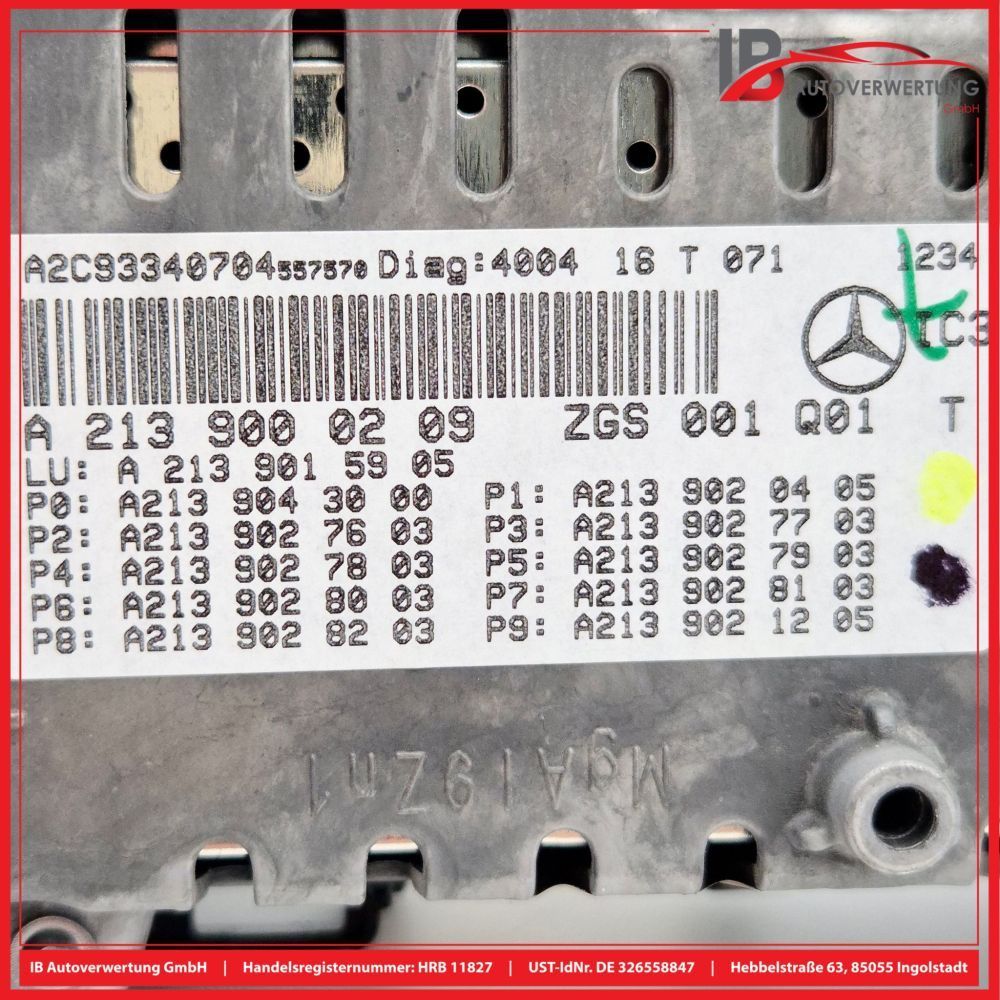 IB
AUTOVERWERTUNG
GmbH
A2C93340704557570 Diag:4004 16 T 071 1234
IC3
A 213 900 02 09 ZGS 001 Q01 T
LU: A 213 901 59 05
P0: A213 904 30 00 P1: A213 902 04 05
P2: A213 902 76 03 P3: A213 902 77 03
P4: A213 902 78 03 P5: A213 902 79 03
P6: A213 902 80 03 P7: A213 902 81 03
P8: A213 902 82 03 P9: A213 902 12 05
MgAl9Zn1
IB Autoverwertung GmbH | Handelsregisternummer: HRB 11827 | UST-IdNr. DE 326558847 | Hebbelstraße 63, 85055 Ingolstadt